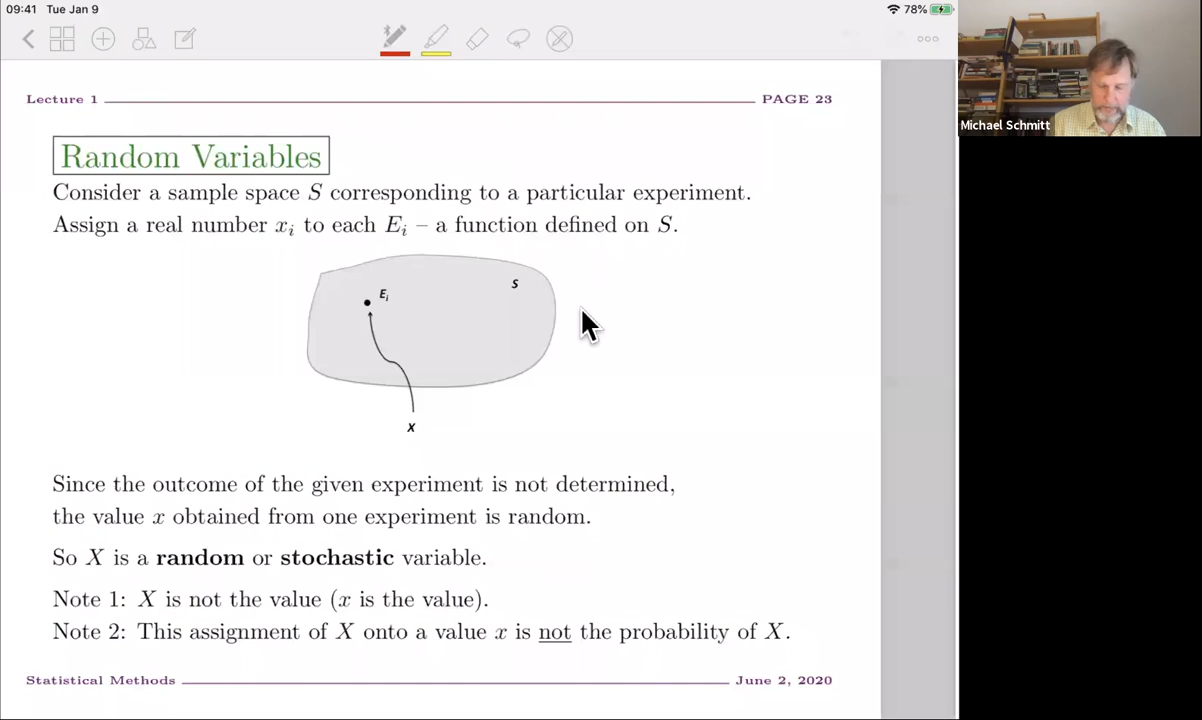 09:41 Tue Jan 9
78%
Lecture 1
PAGE 23
Random Variables
Consider a sample space S corresponding to a particular experiment.
Assign a real number xᵢ to each Eᵢ – a function defined on S.
Eᵢ
S
X
Since the outcome of the given experiment is not determined,
the value x obtained from one experiment is random.
So X is a random or stochastic variable.
Note 1: X is not the value (x is the value).
Note 2: This assignment of X onto a value x is not the probability of X.
Statistical Methods
June 2, 2020
Michael Schmitt